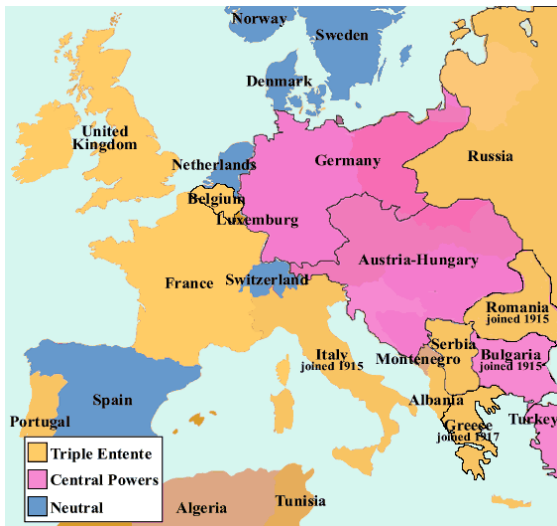 Norway
Sweden
Denmark
United
Kingdom
Netherlands
Germany
Russia
Belgium
Luxemburg
France
Switzerland
Austria-Hungary
Romania
joined 1915
Serbia
Italy
joined 1915
Montenegro
Bulgaria
joined 1915
Spain
Portugal
Albania
Greece
joined 1917
Turkey
Triple Entente
Central Powers
Neutral
Algeria
Tunisia